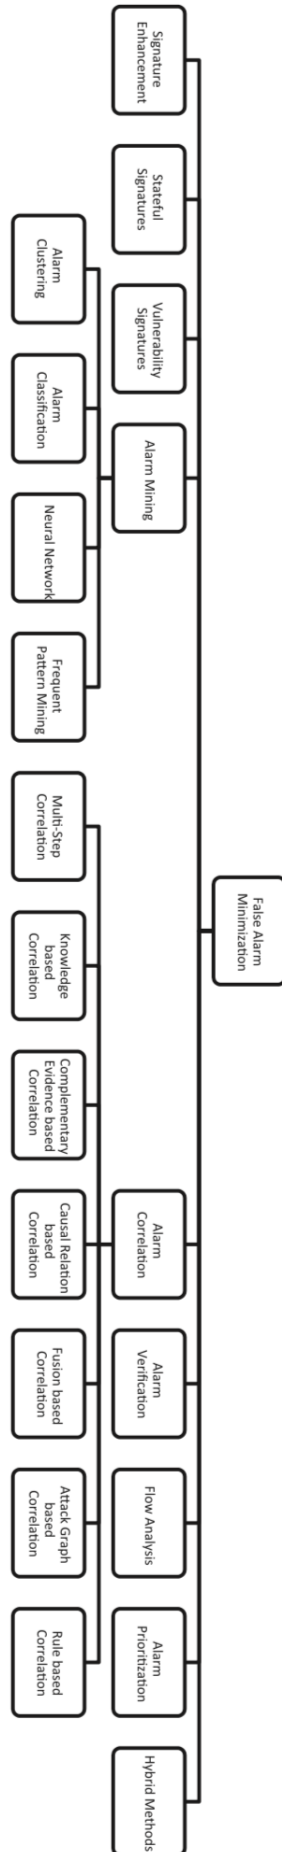 False Alarm
Minimization
Signature
Enhancement
Stateful
Signatures
Vulnerability
Signatures
Alarm Mining
Alarm
Correlation
Alarm
Verification
Flow Analysis
Alarm
Prioritization
Hybrid Methods
Alarm
Clustering
Alarm
Classification
Neural Network
Frequent
Pattern Mining
Multi-Step
Correlation
Knowledge
based
Correlation
Complementary
Evidence based
Correlation
Causal Relation
based
Correlation
Fusion based
Correlation
Attack Graph
based
Correlation
Rule based
Correlation